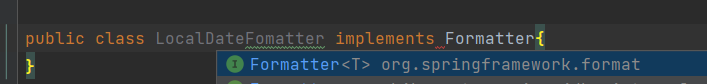 public class LocalDateFomatter implements Formatter{
}
I Formatter<T> org.springframework.format